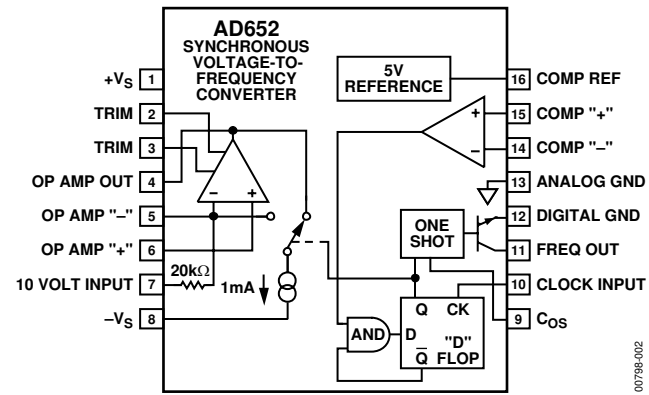 AD652
SYNCHRONOUS
VOLTAGE-TO-
FREQUENCY
CONVERTER
5V
REFERENCE
+VS 1
TRIM 2
TRIM 3
OP AMP OUT 4
OP AMP "–" 5
OP AMP "+" 6
10 VOLT INPUT 7
–VS 8
16 COMP REF
15 COMP "+"
14 COMP "–"
13 ANALOG GND
12 DIGITAL GND
11 FREQ OUT
10 CLOCK INPUT
9 COS
– +
+
–
20kΩ
1mA
ONE
SHOT
AND
Q CK
D "D"
Q̅ FLOP
00798-002